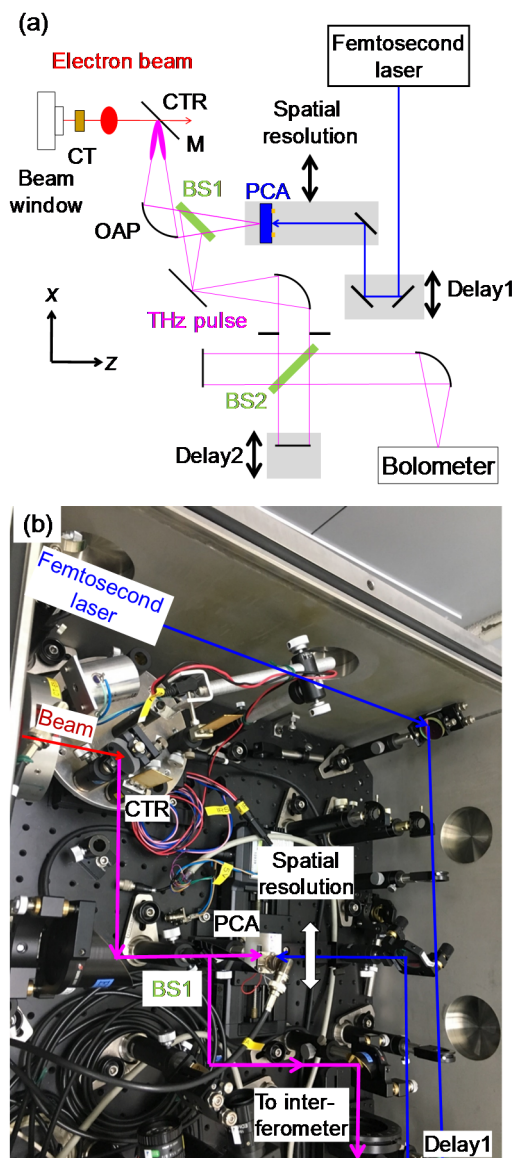 (a)
Femtosecond
laser
Electron beam
CTR
Spatial
resolution
M
CT
BS1
PCA
Beam
window
OAP
Delay1
x
z
THz pulse
BS2
Delay2
Bolometer
(b)
Femtosecond
laser
Beam
CTR
Spatial
resolution
PCA
BS1
To inter-
ferometer
Delay1